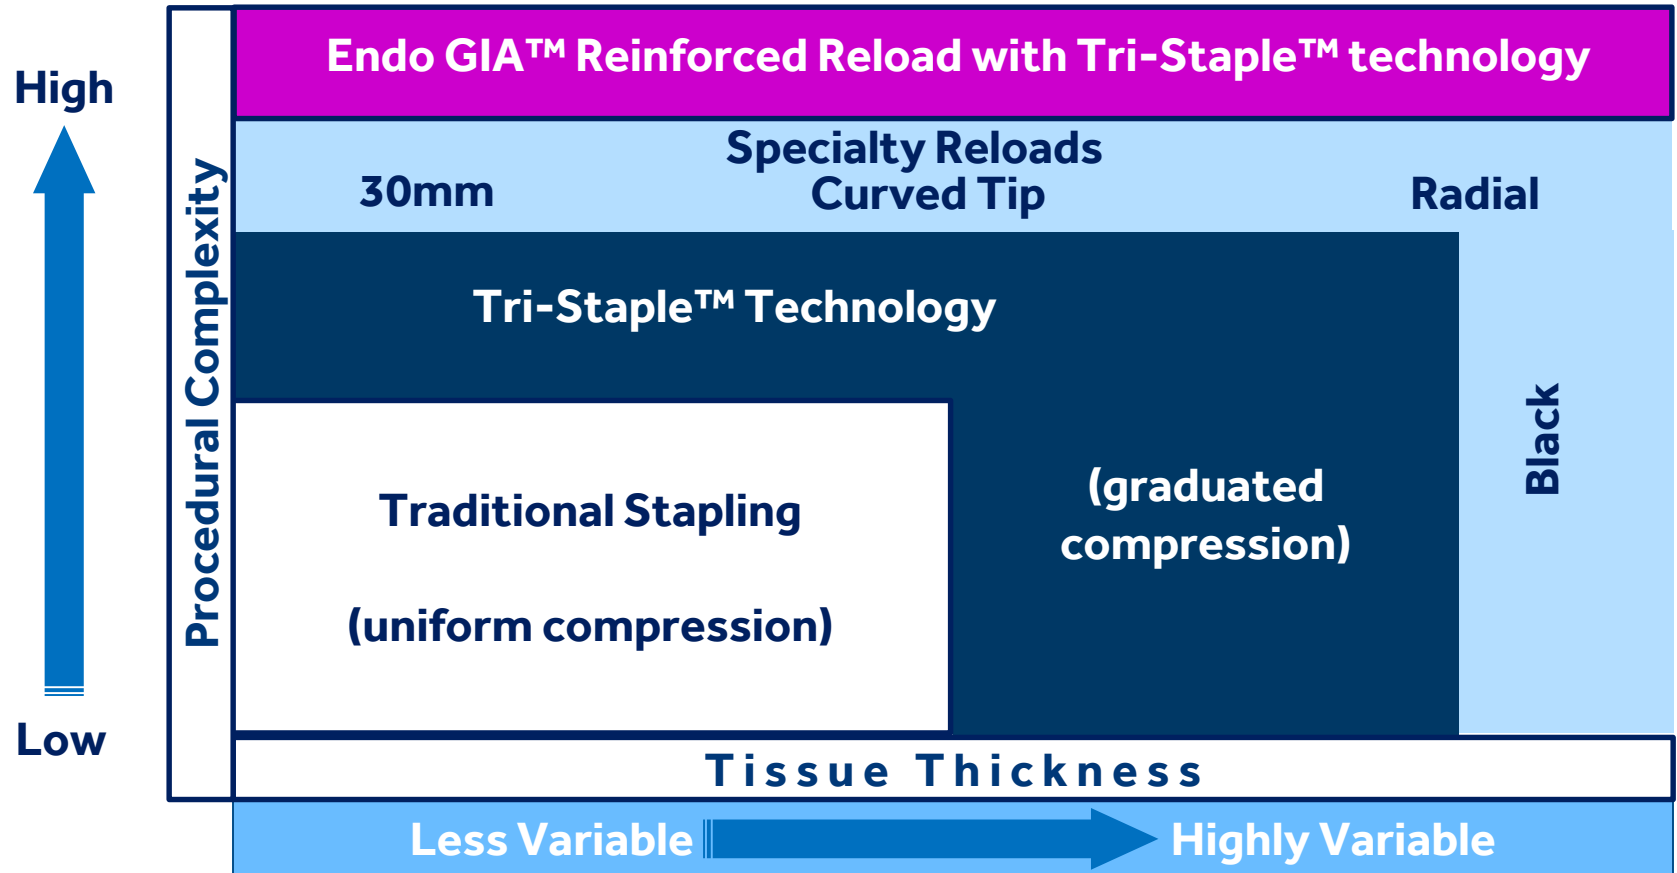 Endo GIA™ Reinforced Reload with Tri-Staple™ technology
High
Specialty Reloads
30mm
Curved Tip
Radial
Procedural Complexity
Tri-Staple™ Technology
Black
(graduated
compression)
Traditional Stapling
(uniform compression)
Low
Tissue Thickness
Less Variable
Highly Variable